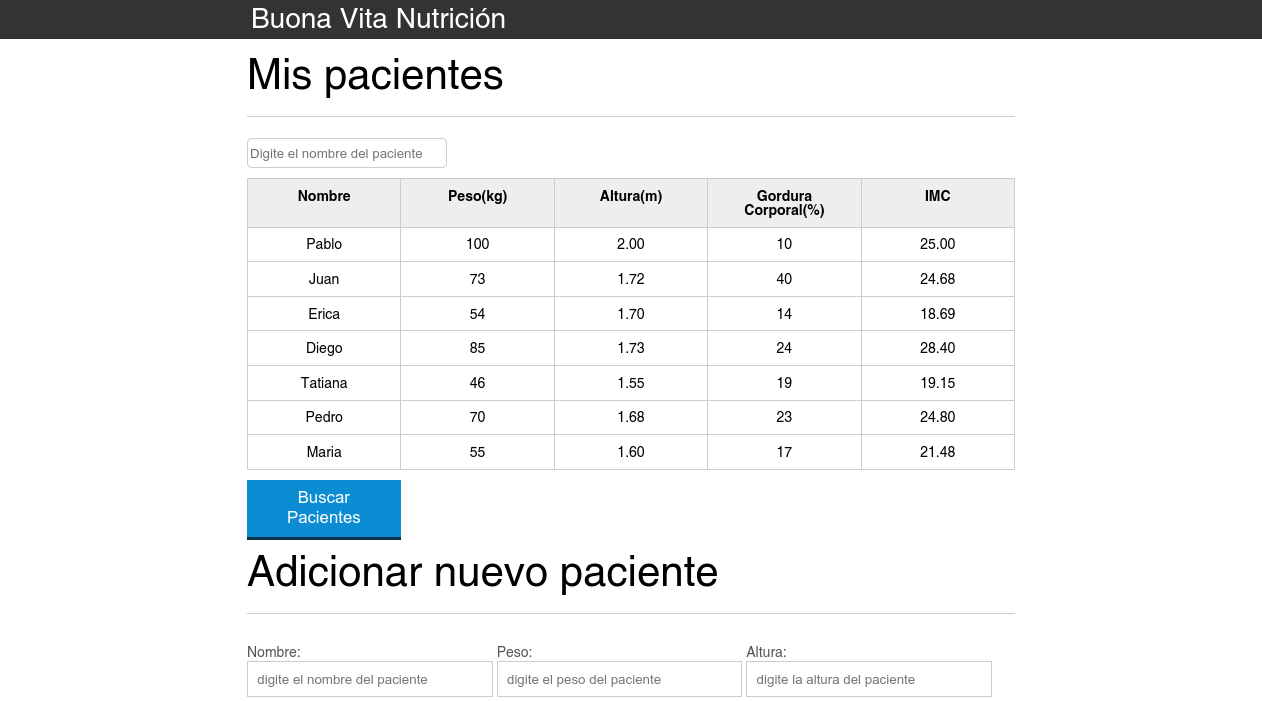 Buona Vita Nutrición
Mis pacientes
Digite el nombre del paciente
Nombre Peso(kg) Altura(m) Gordura Corporal(%) IMC
Pablo 100 2.00 10 25.00
Juan 73 1.72 40 24.68
Erica 54 1.70 14 18.69
Diego 85 1.73 24 28.40
Tatiana 46 1.55 19 19.15
Pedro 70 1.68 23 24.80
Maria 55 1.60 17 21.48
Buscar
Pacientes
Adicionar nuevo paciente
Nombre: Peso: Altura:
digite el nombre del paciente digite el peso del paciente digite la altura del paciente